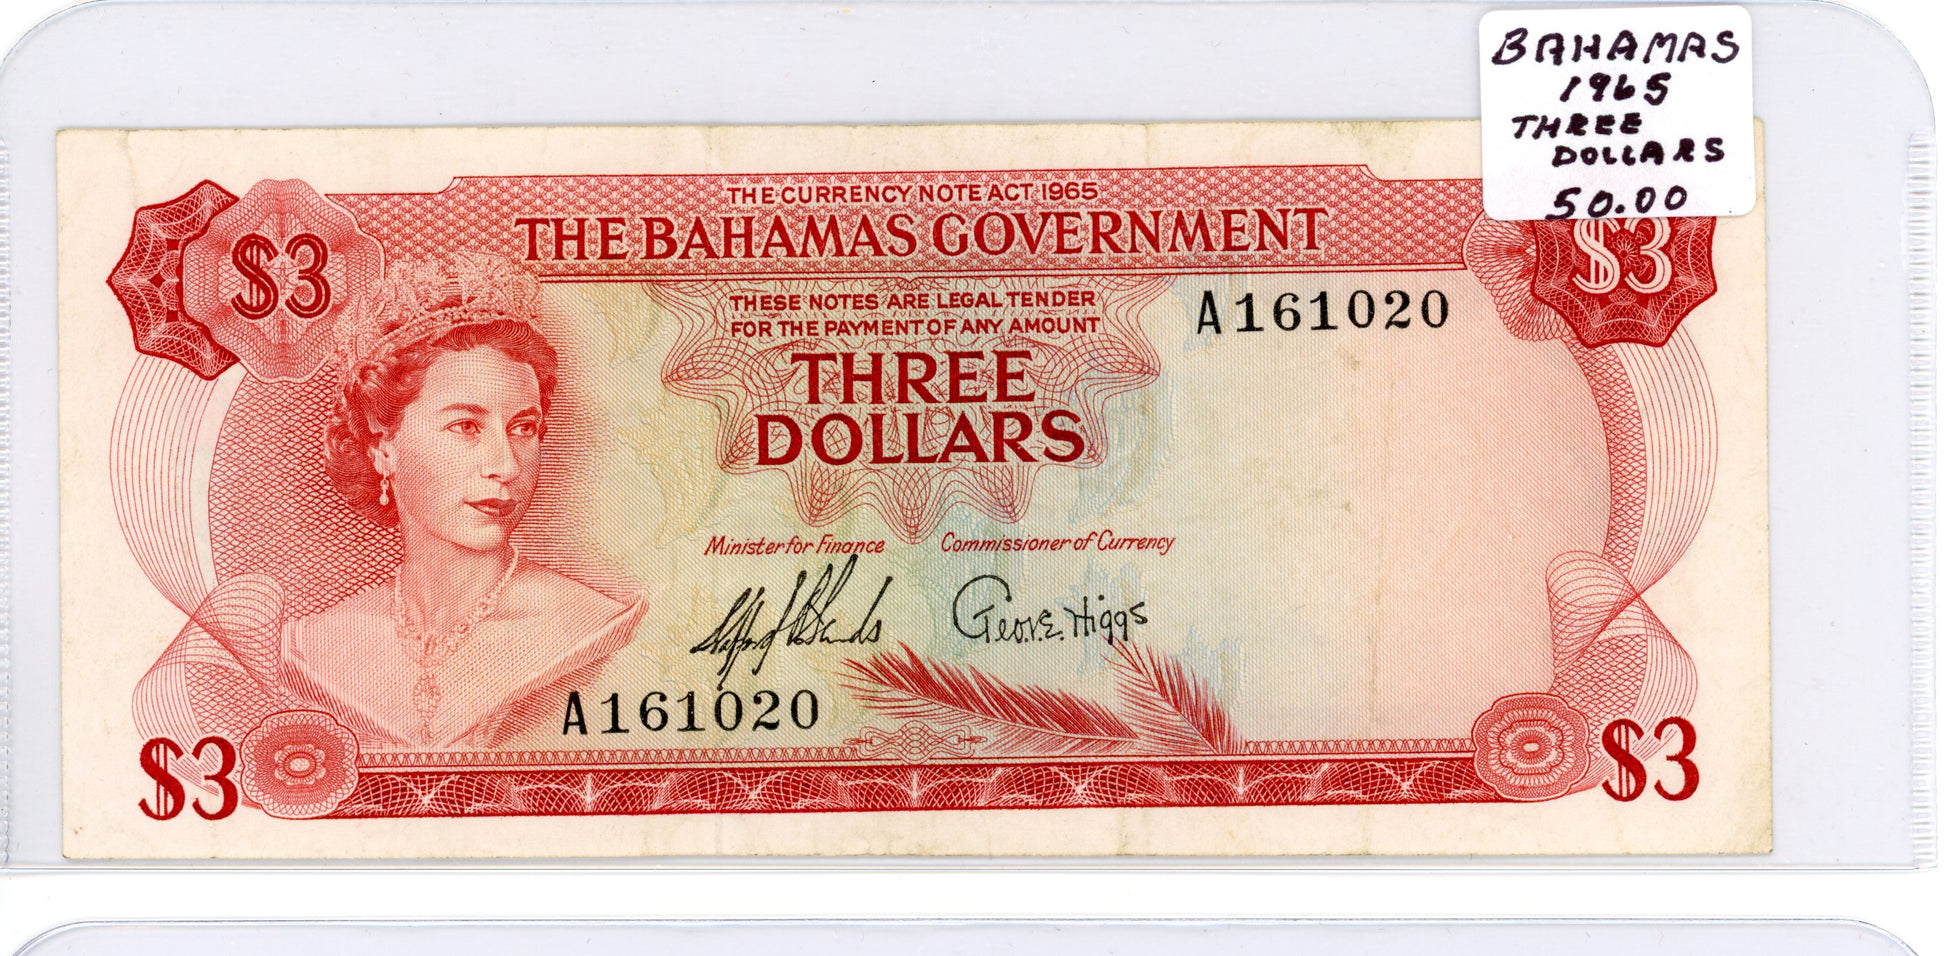 BAHAMAS
1965
THREE
DOLLARS
50.00
THE CURRENCY NOTE ACT 1965
THE BAHAMAS GOVERNMENT
$3
$3
THESE NOTES ARE LEGAL TENDER
FOR THE PAYMENT OF ANY AMOUNT
A161020
THREE
DOLLARS
Minister for Finance
Commissioner of Currency
Geo. E. Higgs
A161020
$3
$3